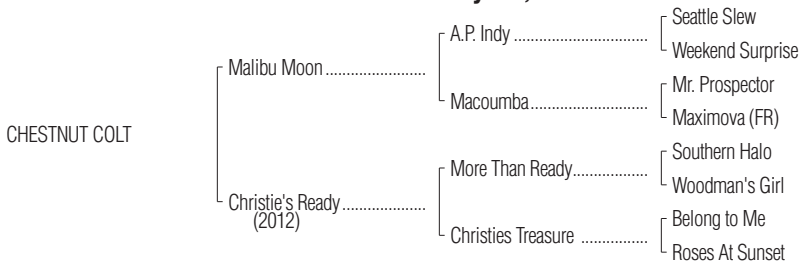 Seattle Slew
A.P. Indy ................................
Weekend Surprise
Malibu Moon ........................
Mr. Prospector
Macoumba............................
Maximova (FR)
CHESTNUT COLT
Southern Halo
More Than Ready..................
Woodman's Girl
Christie's Ready ....................
(2012)
Belong to Me
Christies Treasure ................
Roses At Sunset